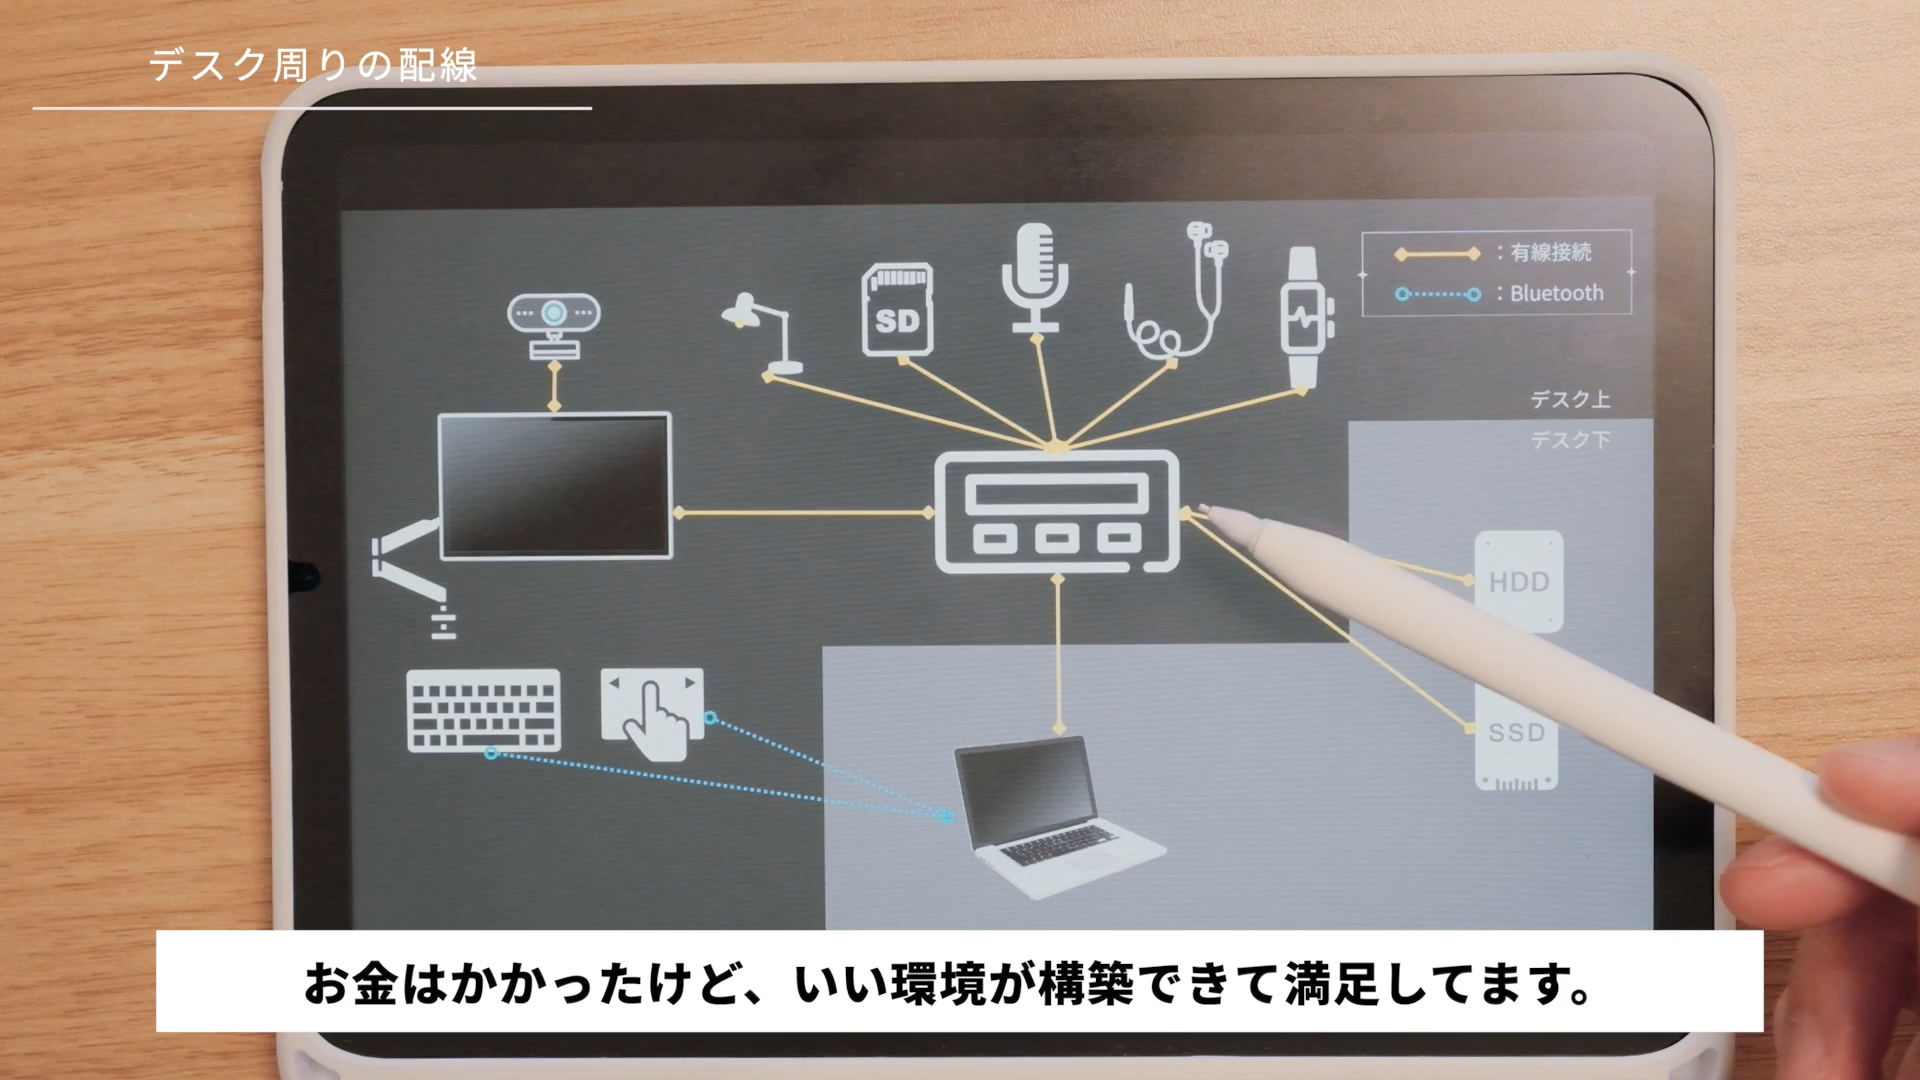 デスク周りの配線
：有線接続
：Bluetooth
SD
デスク上
デスク下
HDD
SSD
お金はかかったけど、いい環境が構築できて満足してます。